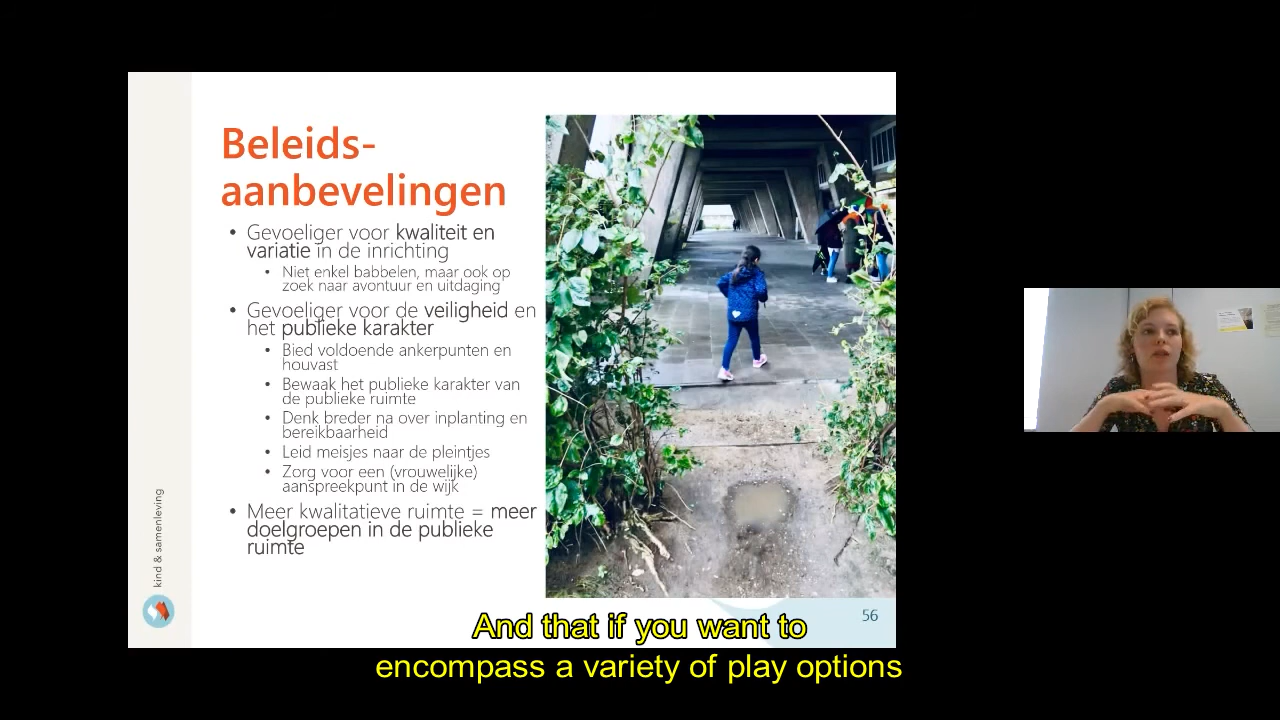 Beleids-
aanbevelingen
• Gevoeliger voor kwaliteit en
variatie in de inrichting
• Niet enkel babbelen, maar ook op
zoek naar avontuur en uitdaging
• Gevoeliger voor de veiligheid en
het publieke karakter
• Bied voldoende ankerpunten en
houvast
• Bewaak het publieke karakter van
de publieke ruimte
• Denk breder na over inplanting en
bereikbaarheid
• Leid meisjes naar de pleintjes
• Zorg voor een (vrouwelijke)
aanspreekpunt in de wijk
• Meer kwalitatieve ruimte = meer
doelgroepen in de publieke
ruimte
kind & samenleving
56
And that if you want to
encompass a variety of play options